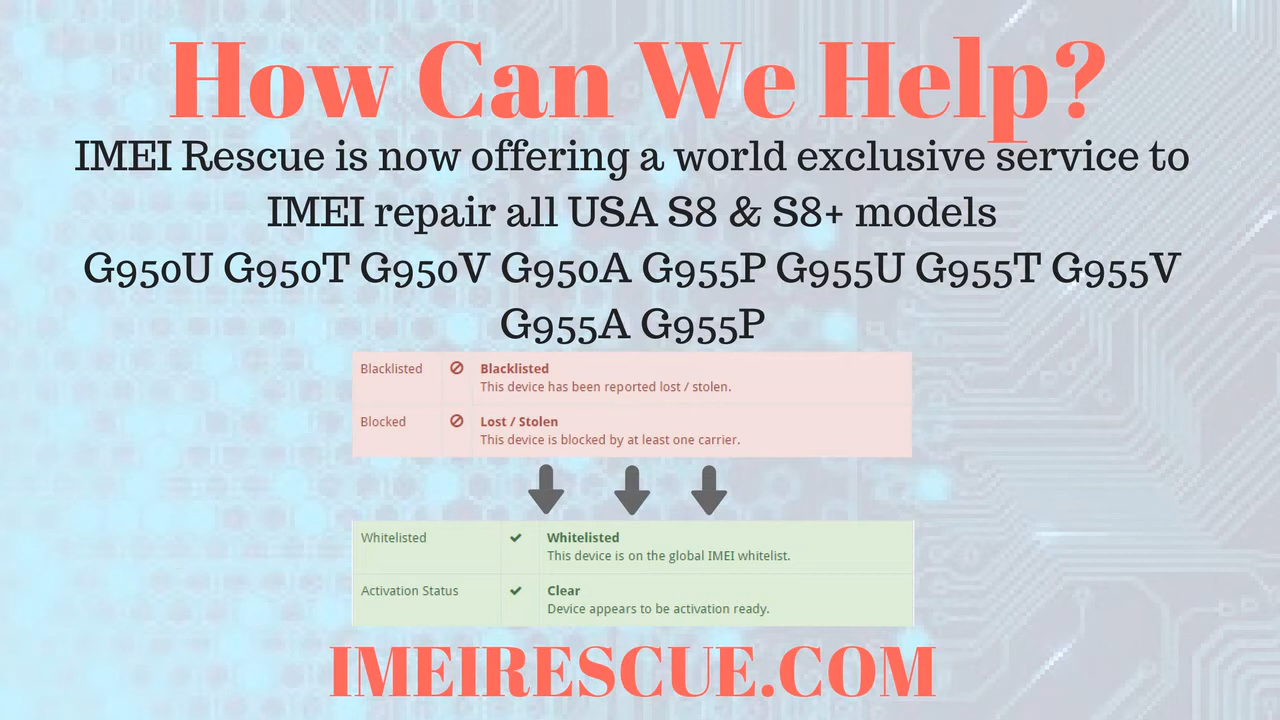 How Can We Help?
IMEI Rescue is now offering a world exclusive service to
IMEI repair all USA S8 & S8+ models
G950U G950T G950V G950A G955P G955U G955T G955V
G955A G955P
Blacklisted Blacklisted
This device has been reported lost / stolen.
Blocked Lost / Stolen
This device is blocked by at least one carrier.
Whitelisted Whitelisted
This device is on the global IMEI whitelist.
Activation Status Clear
Device appears to be activation ready.
IMEIRESCUE.COM